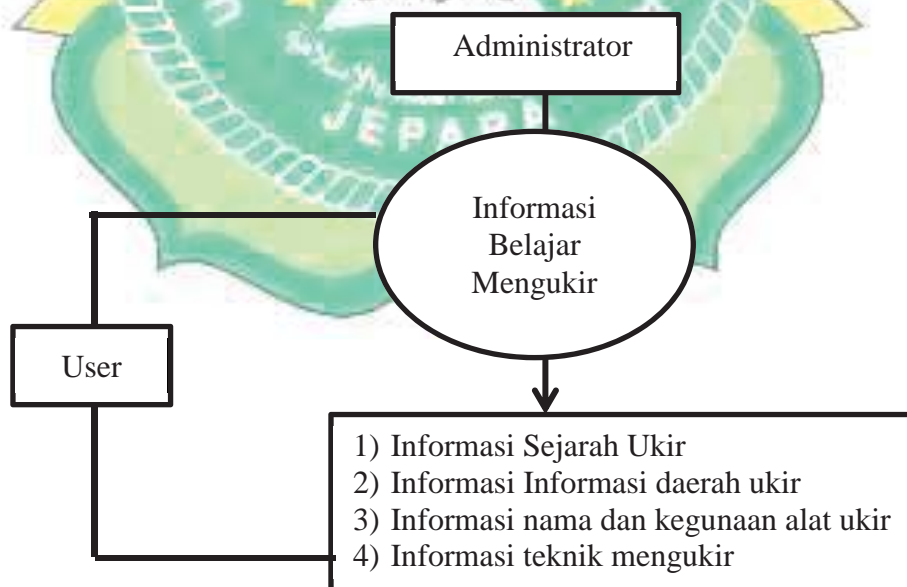 JEPARA
Administrator
Informasi
Belajar
Mengukir
User
1) Informasi Sejarah Ukir
2) Informasi Informasi daerah ukir
3) Informasi nama dan kegunaan alat ukir
4) Informasi teknik mengukir